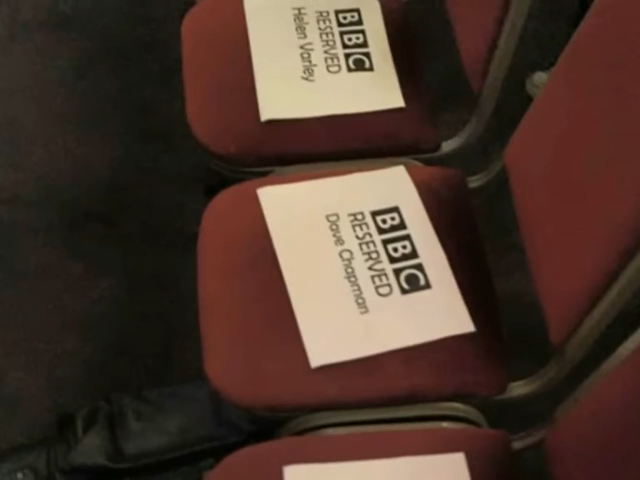 BBC
RESERVED
Helen Varley
BBC
RESERVED
Dave Chapman